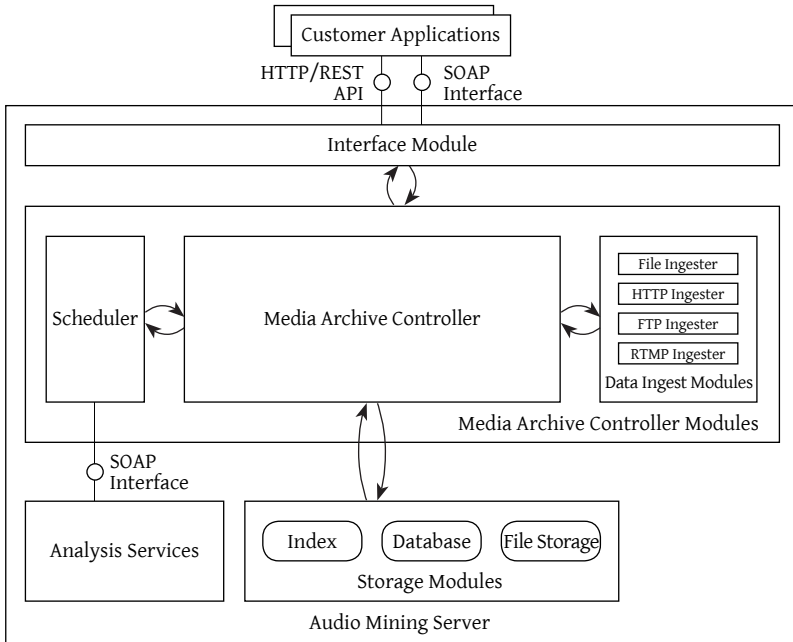 Customer Applications
HTTP/REST
API
SOAP
Interface
Interface Module
Scheduler
Media Archive Controller
File Ingester
HTTP Ingester
FTP Ingester
RTMP Ingester
Data Ingest Modules
Media Archive Controller Modules
SOAP
Interface
Analysis Services
Index
Database
File Storage
Storage Modules
Audio Mining Server